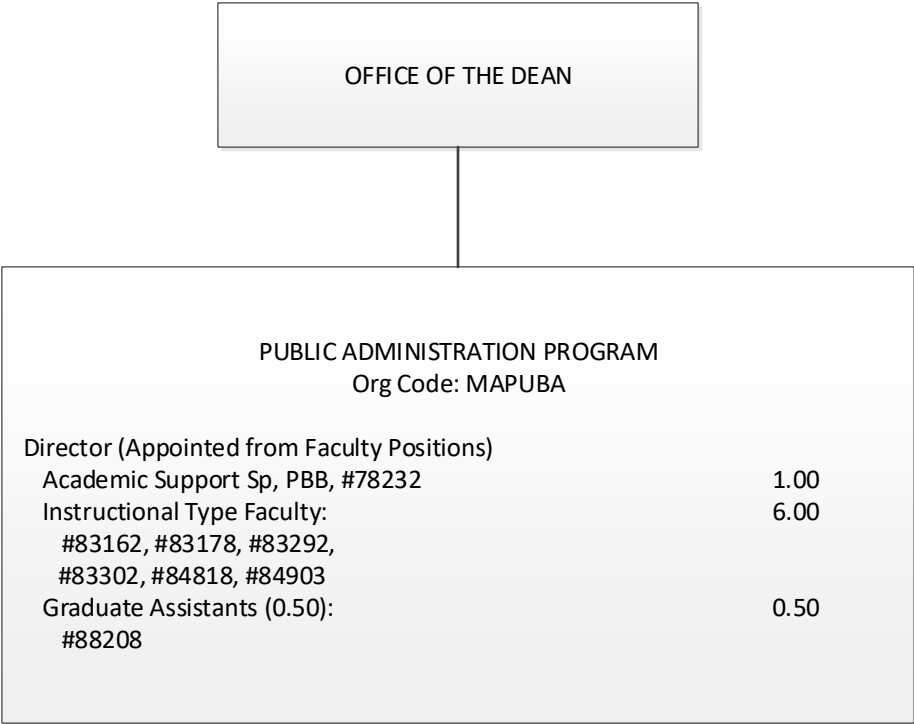 OFFICE OF THE DEAN
PUBLIC ADMINISTRATION PROGRAM
Org Code: MAPUBA
Director (Appointed from Faculty Positions)
Academic Support Sp, PBB, #78232 1.00
Instructional Type Faculty: 6.00
#83162, #83178, #83292,
#83302, #84818, #84903
Graduate Assistants (0.50): 0.50
#88208